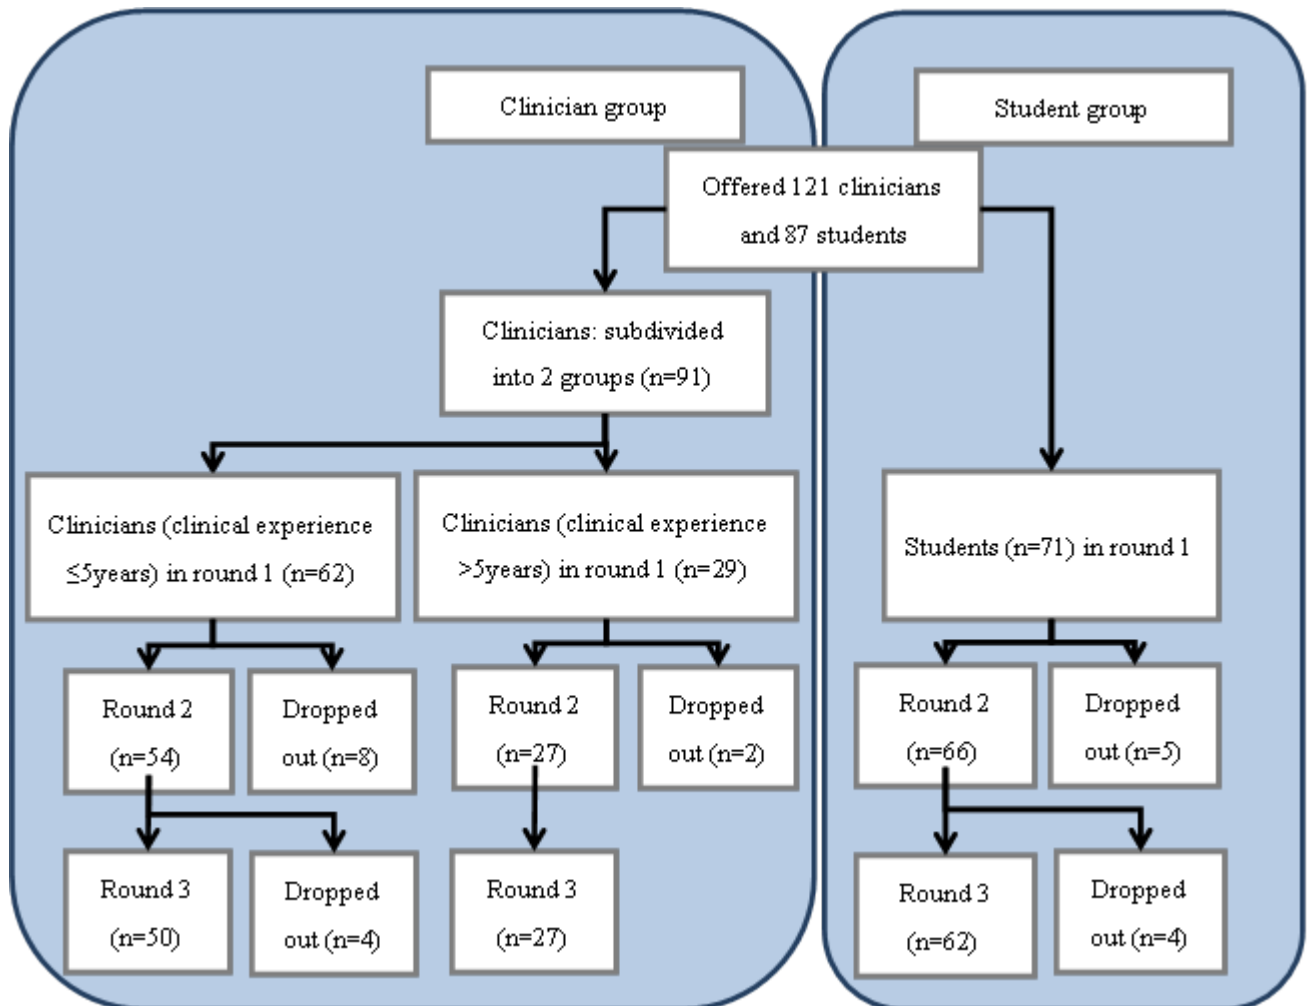 Clinician group
Student group
Offered 121 clinicians
and 87 students
Clinicians: subdivided
into 2 groups (n=91)
Clinicians (clinical experience
≤5years) in round 1 (n=62)
Clinicians (clinical experience
>5years) in round 1 (n=29)
Students (n=71) in round 1
Round 2
(n=54)
Dropped
out (n=8)
Round 2
(n=27)
Dropped
out (n=2)
Round 2
(n=66)
Dropped
out (n=5)
Round 3
(n=50)
Dropped
out (n=4)
Round 3
(n=27)
Round 3
(n=62)
Dropped
out (n=4)